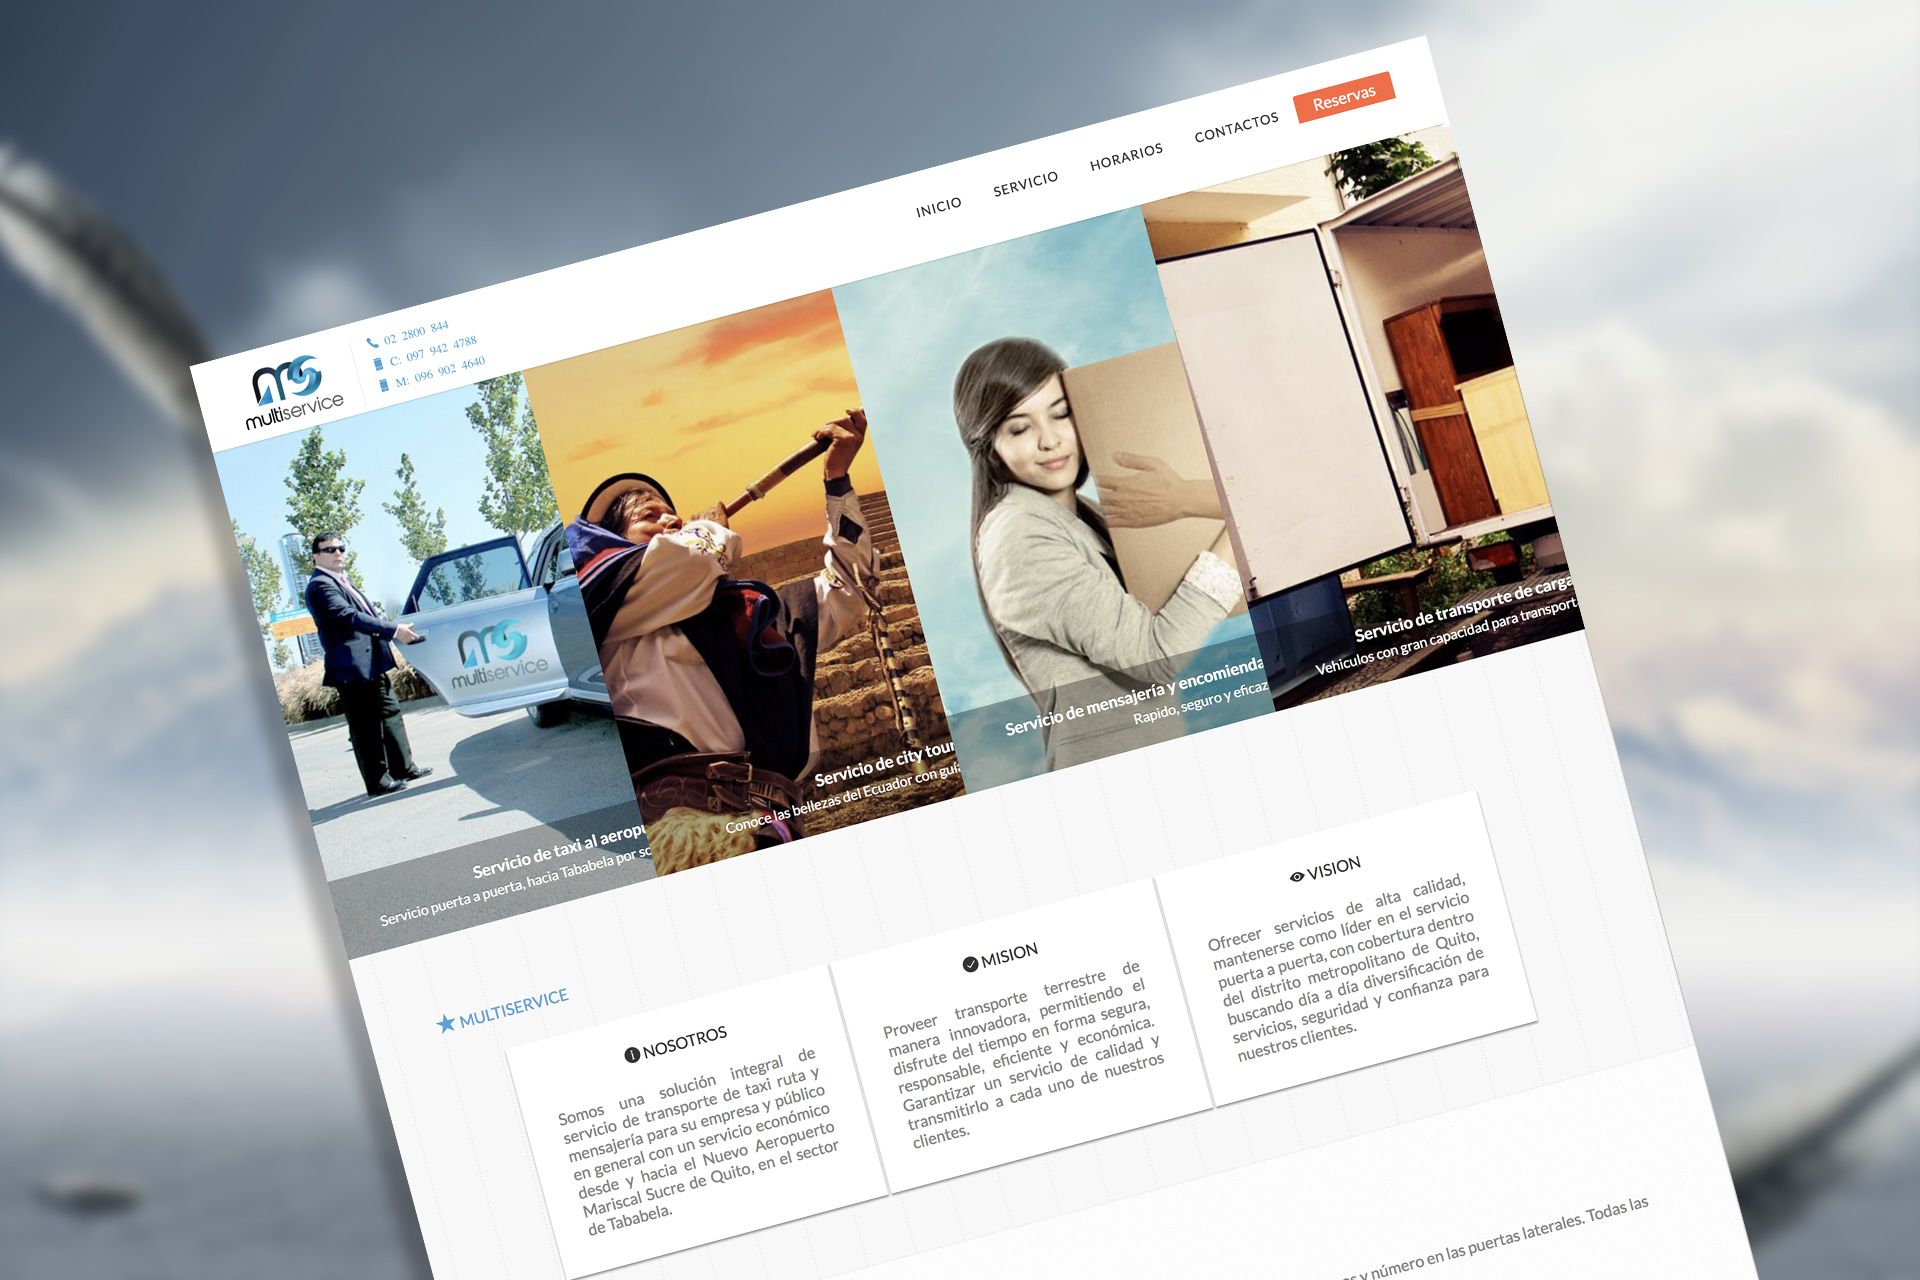 multiservice
02 2800 844
C: 097 942 4788
M: 096 902 4640
INICIO
SERVICIO
HORARIOS
CONTACTOS
Reservas
multiservice
Servicio de taxi al
Servicio puerta a puerta, hacia Tababela por
Servicio de city tour
Conoce las bellezas del Ecuador con
Servicio de mensajería y encomienda
Rapido, seguro y eficaz
Servicio de transporte de carga
Vehiculos con gran capacidad para
MULTISERVICE
NOSOTROS
Somos una solución integral de
servicio de transporte de taxi ruta y
mensajería para su empresa y público
en general con un servicio económico
desde y hacia el Nuevo Aeropuerto
Mariscal Sucre de Quito, en el sector
de Tababela.
MISION
Proveer transporte terrestre de
manera innovadora, permitiendo el
disfrute del tiempo en forma segura,
responsable, eficiente y económica.
Garantizar un servicio de calidad y
transmitirlo a cada uno de nuestros
clientes.
VISION
Ofrecer servicios de alta calidad,
mantenerse como líder en el servicio
puerta a puerta, con cobertura dentro
del distrito metropolitano de Quito,
buscando día a día diversificación de
servicios, seguridad y confianza para
nuestros clientes.
y número en las puertas laterales. Todas las